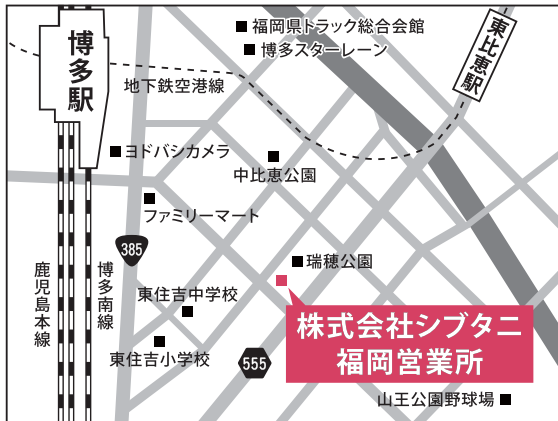 福岡県トラック総合会館
博多スターレーン
博多駅
東比恵駅
地下鉄空港線
ヨドバシカメラ
中比恵公園
ファミリーマート
385
瑞穂公園
鹿児島本線
博多南線
東住吉中学校
株式会社シブタニ
福岡営業所
東住吉小学校
555
山王公園野球場